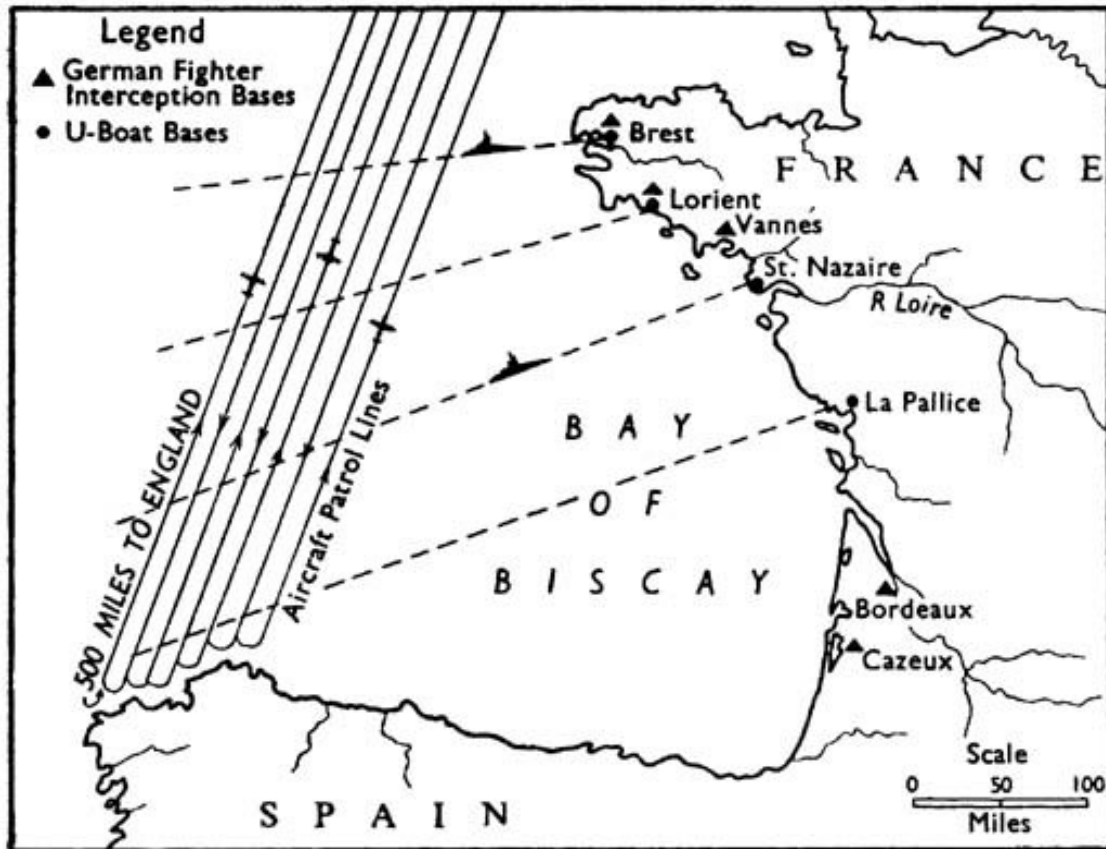 Legend
German Fighter
Interception Bases
U-Boat Bases
Brest
FRANCE
Lorient
Vannes
St. Nazaire
R Loire
La Pallice
500 MILES TO ENGLAND
Aircraft Patrol Lines
BAY
OF
BISCAY
Bordeaux
Cazeux
SPAIN
Scale
0 50 100
Miles